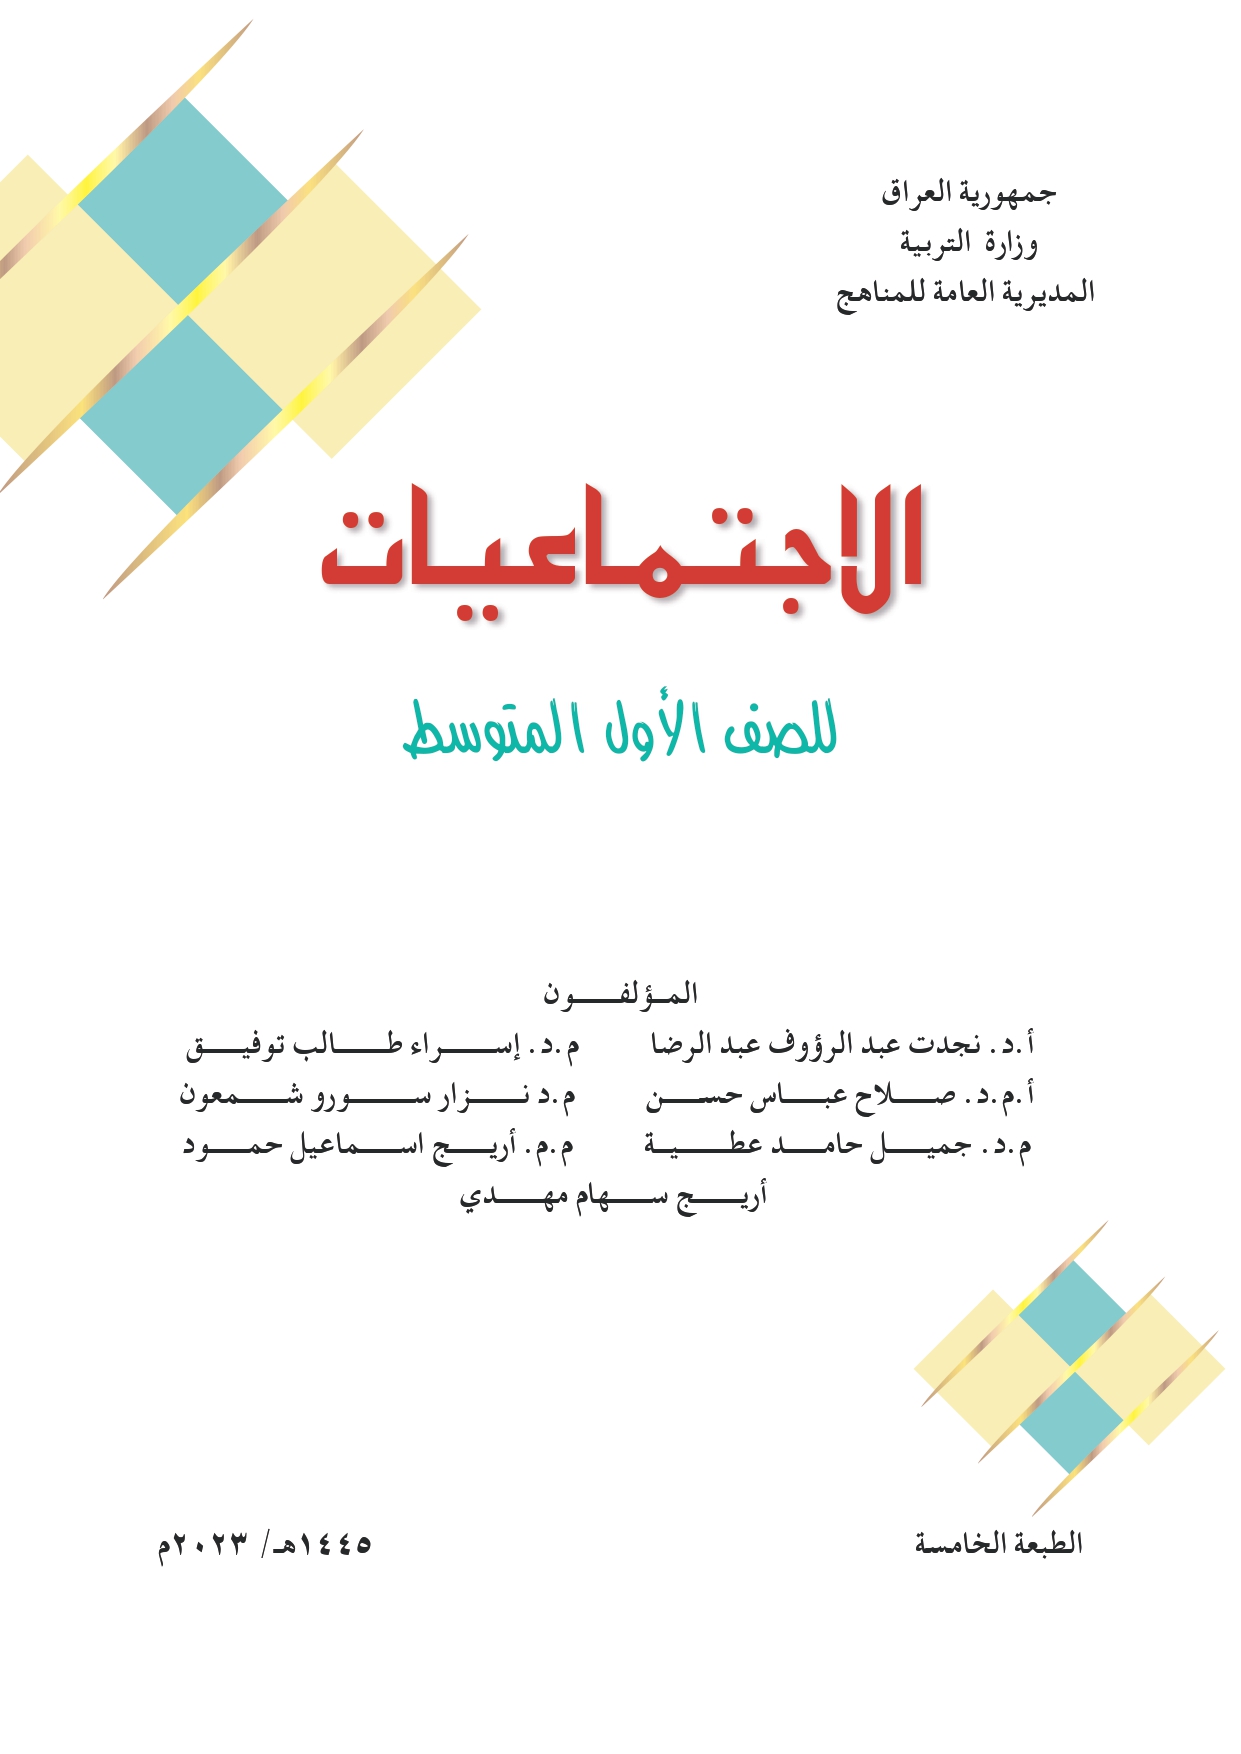 جمهورية العراق
وزارة التربية
المديرية العامة للمناهج
الاجتماعيات
للصف الأول المتوسط
المؤلفون
أ.د. نجدت عبد الرؤوف عبد الرضا م.د. إسراء طالب توفيق
أ.م.د. صلاح عباس حسن م.د نزار سورو شمعون
م.د. جميل حامد عطية م.م. أريج اسماعيل حمود
أريج سهام مهدي
الطبعة الخامسة ١٤٤٥هـ/ ٢٠٢٣م